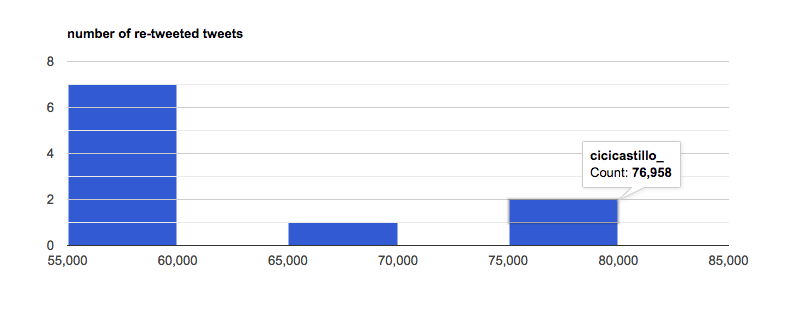 number of re-tweeted tweets
8
6
4
2
0
cicicastillo_
Count: 76,958
55,000 60,000 65,000 70,000 75,000 80,000 85,000